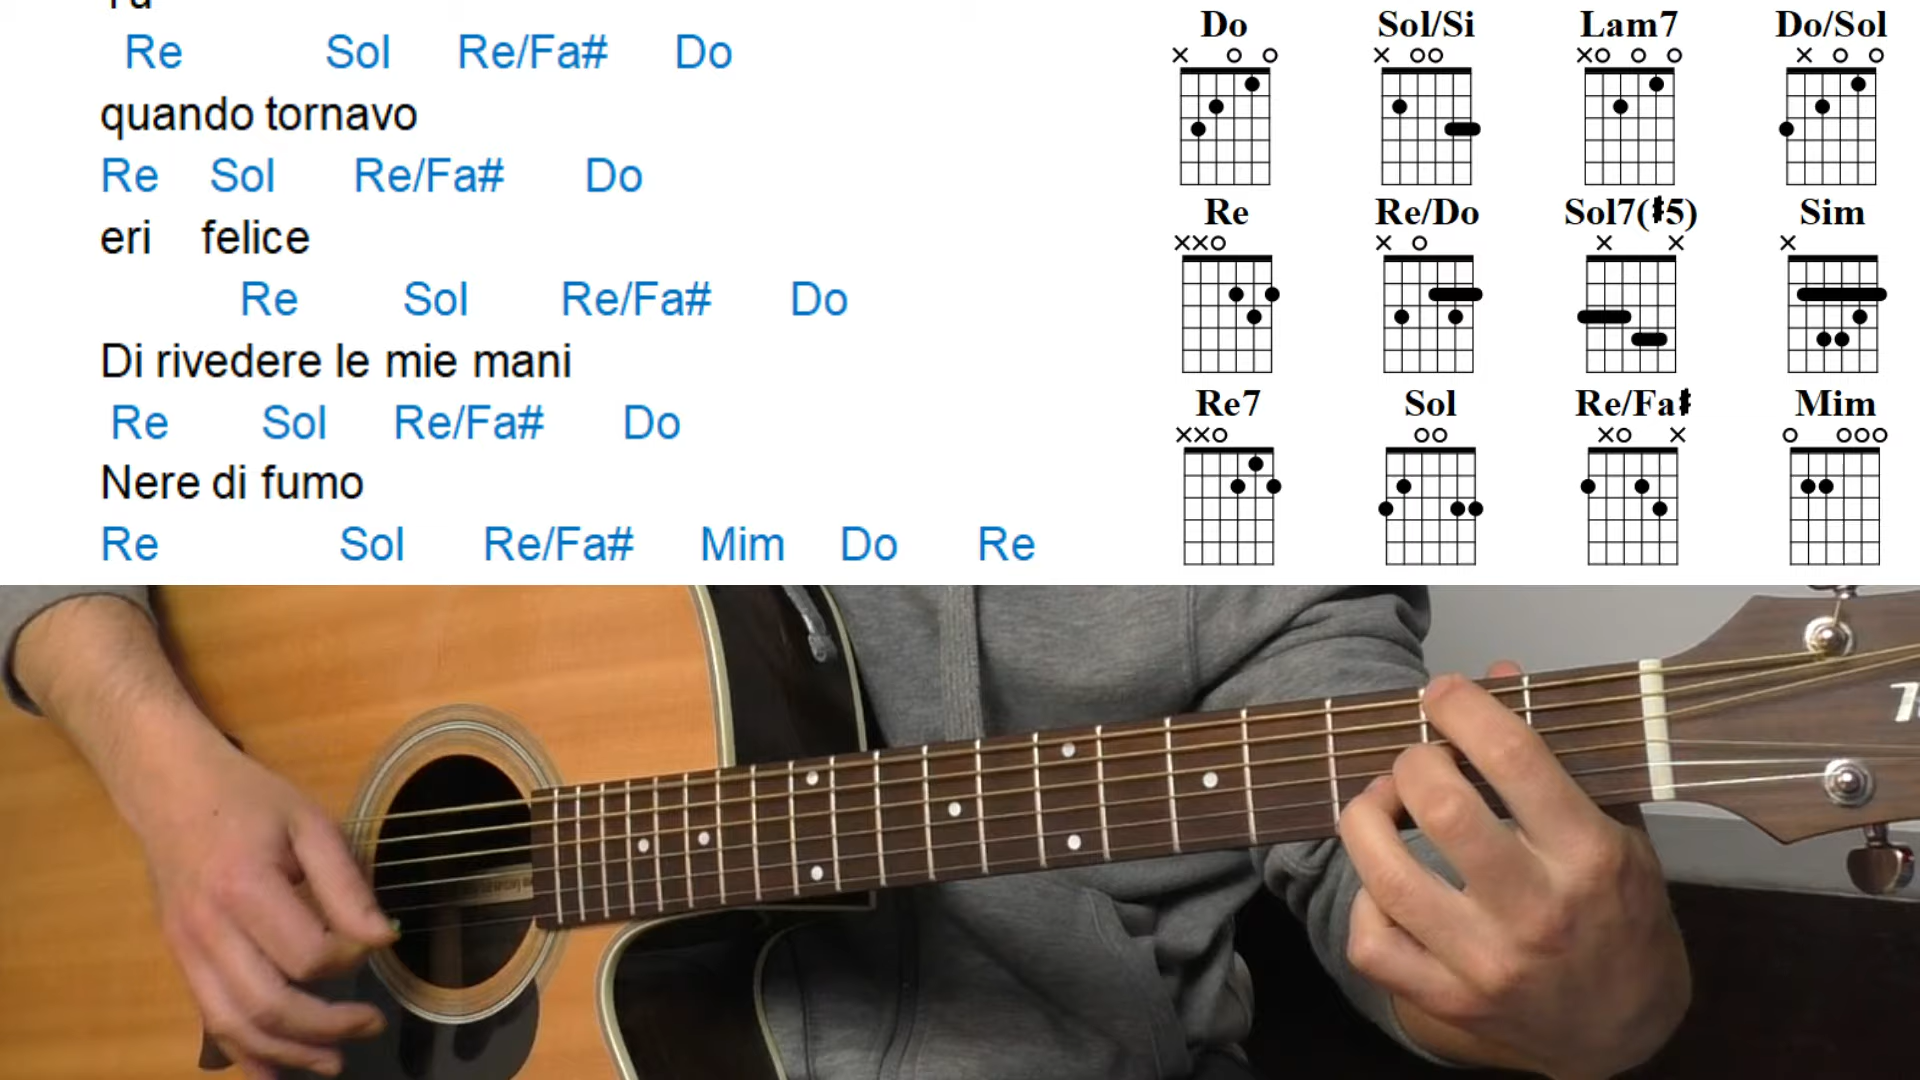 Re Sol Re/Fa# Do
quando tornavo
Re Sol Re/Fa# Do
eri felice
Re Sol Re/Fa# Do
Di rivedere le mie mani
Re Sol Re/Fa# Do
Nere di fumo
Re Sol Re/Fa# Mim Do Re
Do Sol/Si Lam7 Do/Sol
Re Re/Do Sol7(♯5) Sim
Re7 Sol Re/Fa♯ Mim